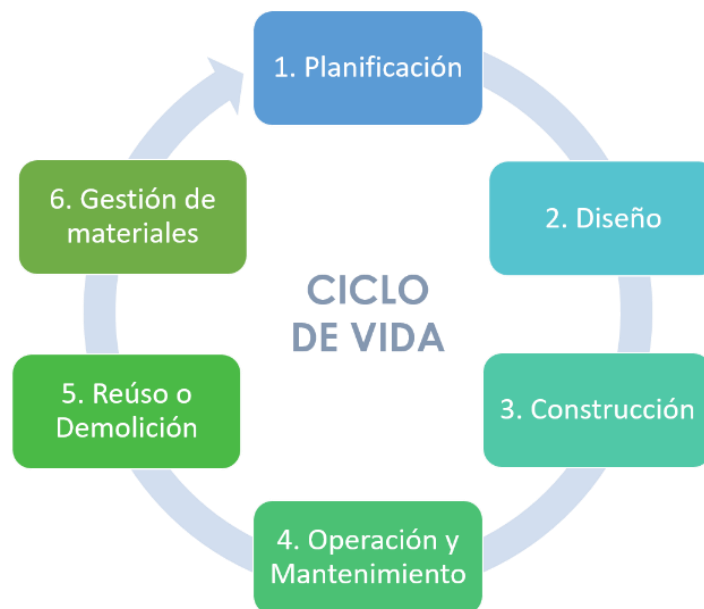 1. Planificación
2. Diseño
3. Construcción
4. Operación y
Mantenimiento
5. Reúso o
Demolición
6. Gestión de
materiales
CICLO
DE VIDA